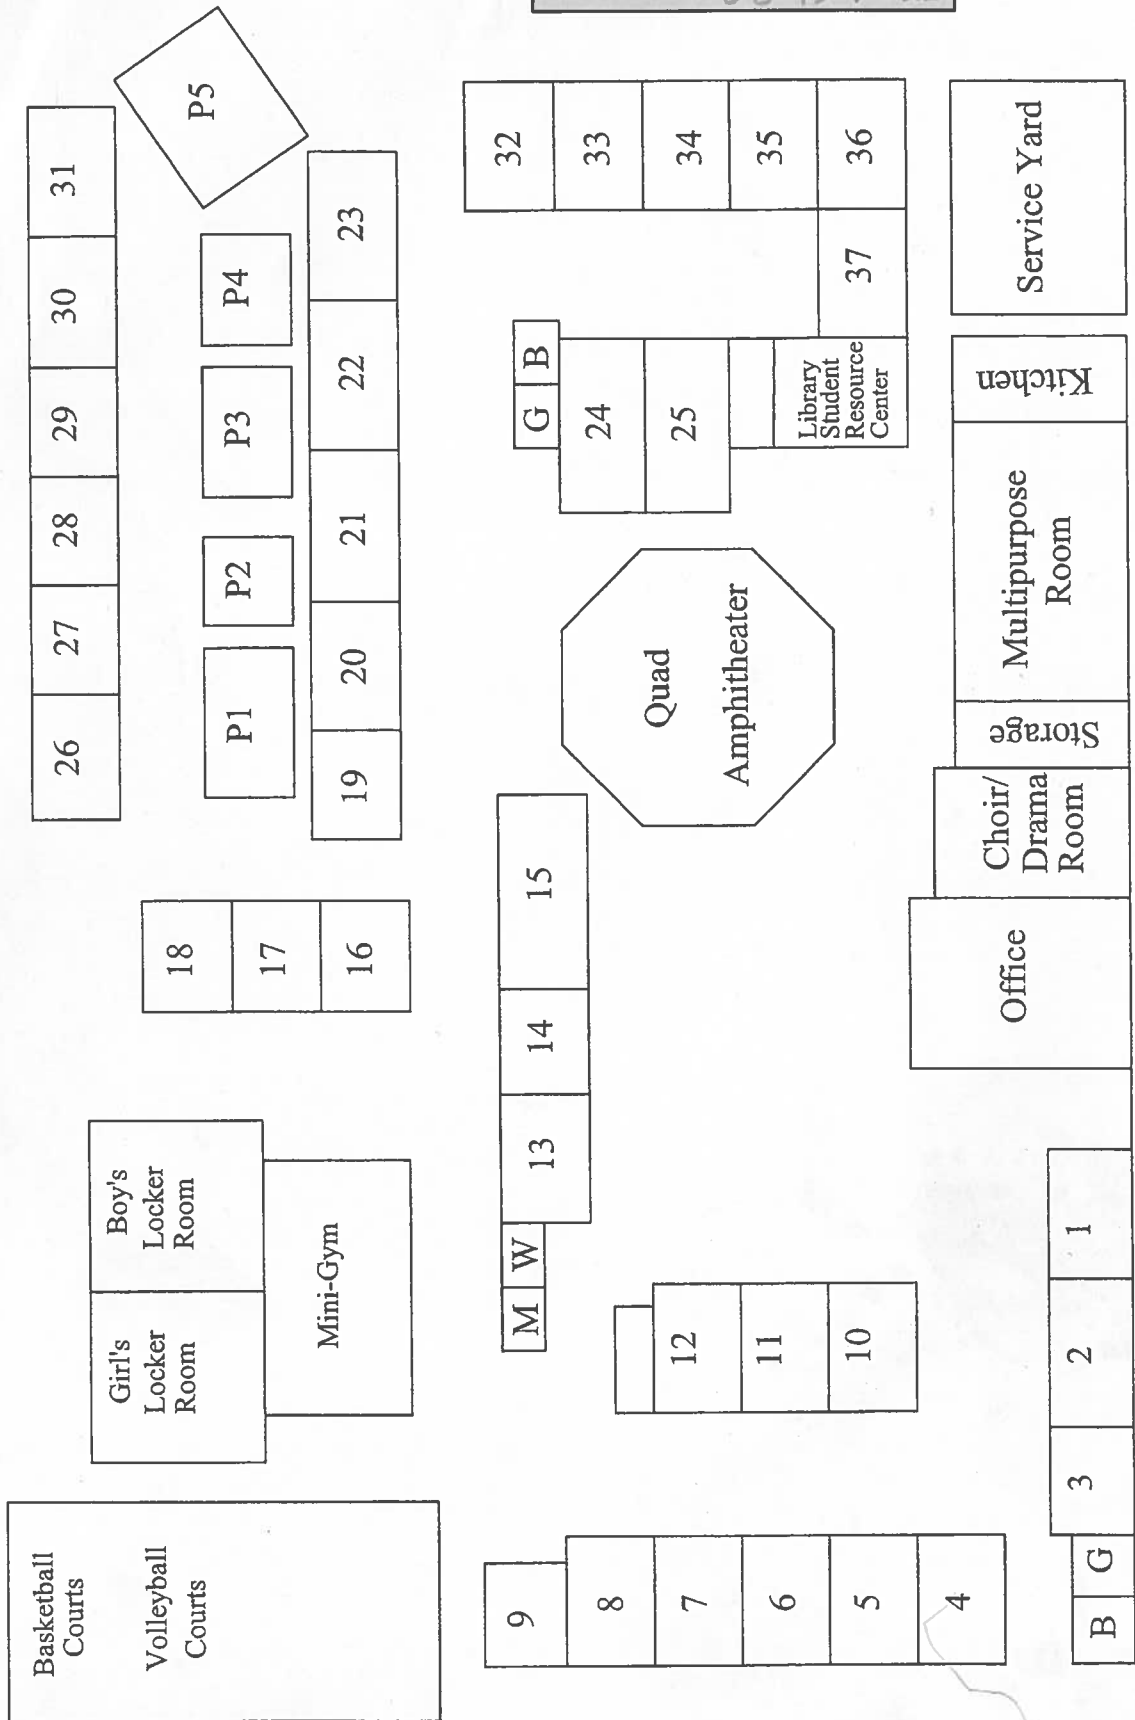 Basketball
Courts
Volleyball
Courts
Girl's
Locker
Room
Boy's
Locker
Room
Mini-Gym
18
17
16
26
27
28
29
30
31
P1
P2
P3
P4
P5
19
20
21
22
23
9
8
7
6
5
4
M
W
13
14
15
12
11
10
Quad
Amphitheater
G
B
24
25
Library
Student
Resource
Center
32
33
34
35
36
37
B
G
3
2
1
Office
Choir/
Drama
Room
Storage
Multipurpose
Room
Kitchen
Service Yard